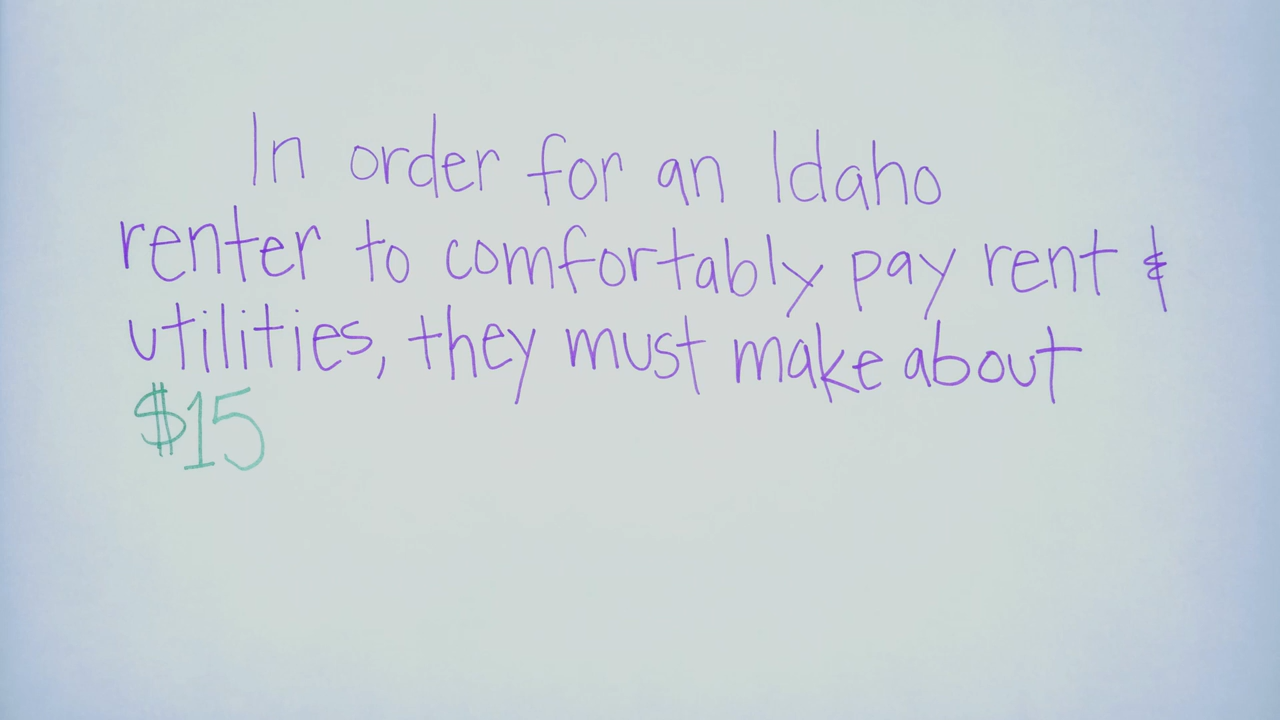 In order for an Idaho
renter to comfortably pay rent &
utilities, they must make about
$15